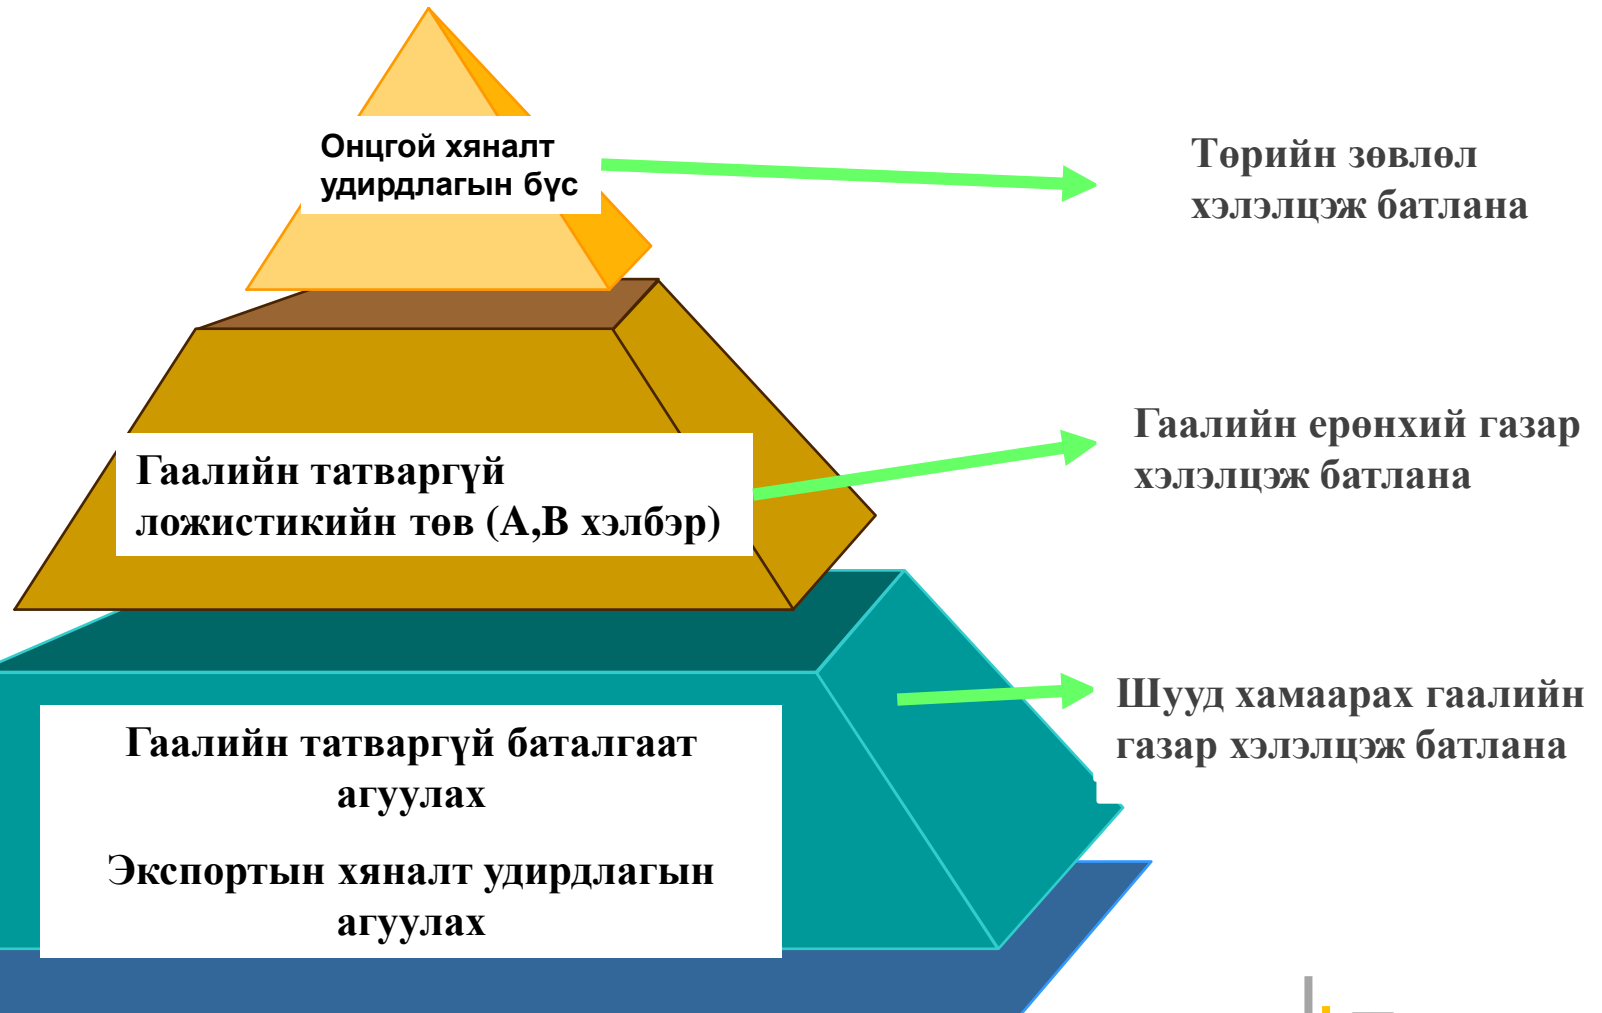 Онцгой хяналт
удирдлагын бүс
Төрийн зөвлөл
хэлэлцэж батлана
Гаалийн татваргүй
ложистикийн төв (А,В хэлбэр)
Гаалийн ерөнхий газар
хэлэлцэж батлана
Гаалийн татваргүй баталгаат
агуулах
Экспортын хяналт удирдлагын
агуулах
Шууд хамаарах гаалийн
газар хэлэлцэж батлана